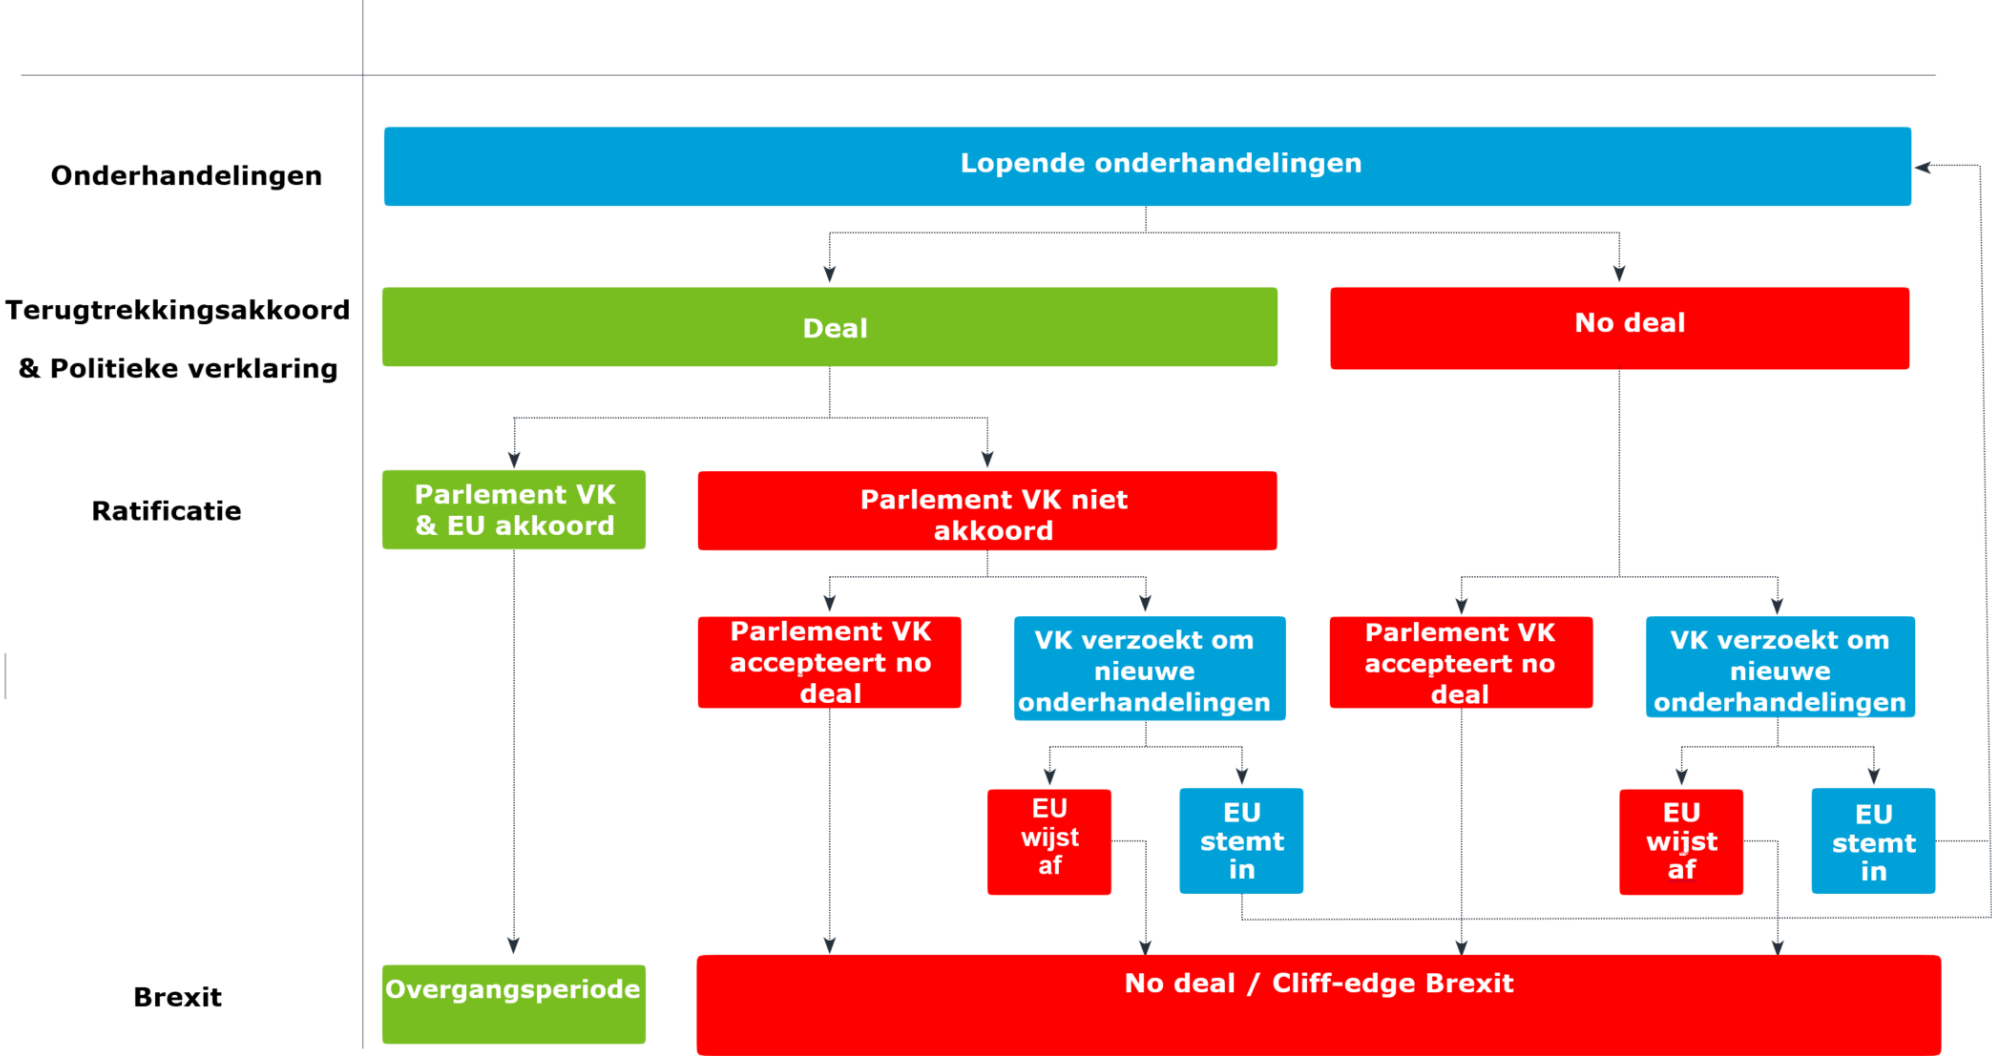 Onderhandelingen
Lopende onderhandelingen
Terugtrekkingsakkoord
& Politieke verklaring
Deal
No deal
Ratificatie
Parlement VK
& EU akkoord
Parlement VK niet
akkoord
Parlement VK
accepteert no
deal
VK verzoekt om
nieuwe
onderhandelingen
Parlement VK
accepteert no
deal
VK verzoekt om
nieuwe
onderhandelingen
EU
wijst
af
EU
stemt
in
EU
wijst
af
EU
stemt
in
Brexit
Overgangsperiode
No deal / Cliff-edge Brexit